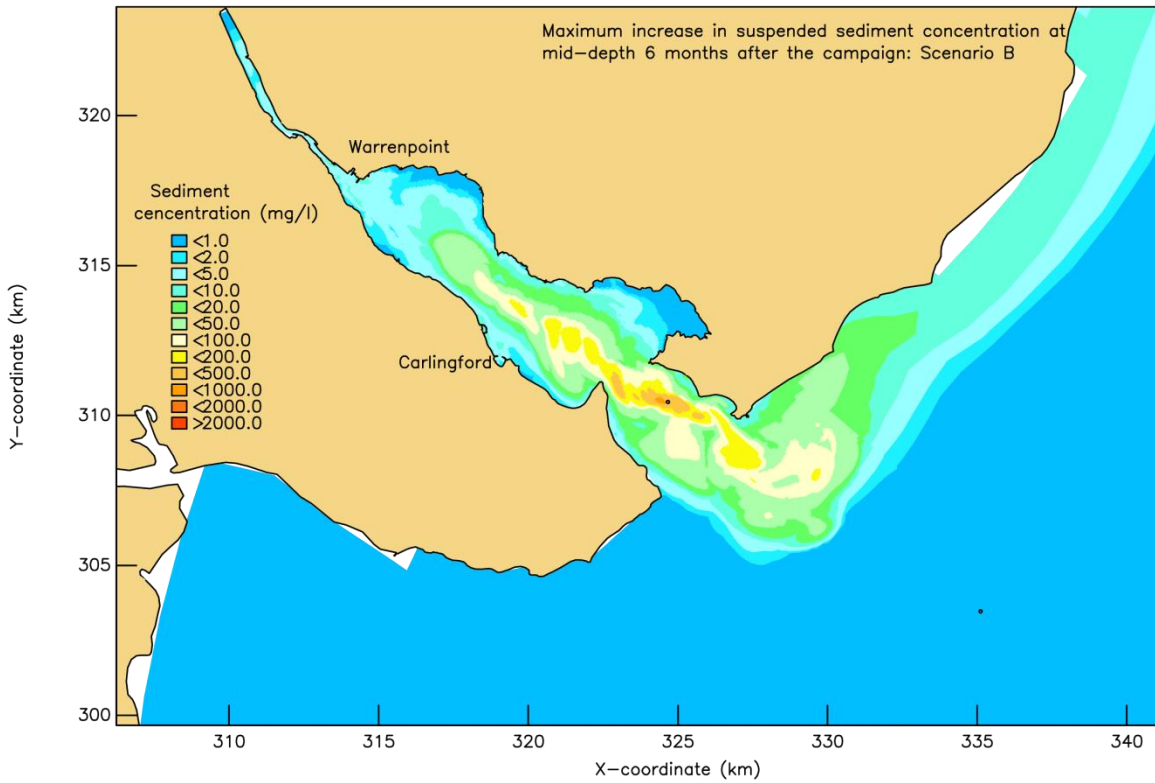 Maximum increase in suspended sediment concentration at
mid-depth 6 months after the campaign: Scenario B
320
Warrenpoint
Sediment
cencentration (mg/l)
<1.0
<2.0
<5.0
<10.0
<20.0
<50.0
<100.0
<200.0
<500.0
<1000.0
<2000.0
>2000.0
315
Carlingford
310
305
300
Y-coordinate (km)
310 315 320 325 330 335 340
X-coordinate (km)